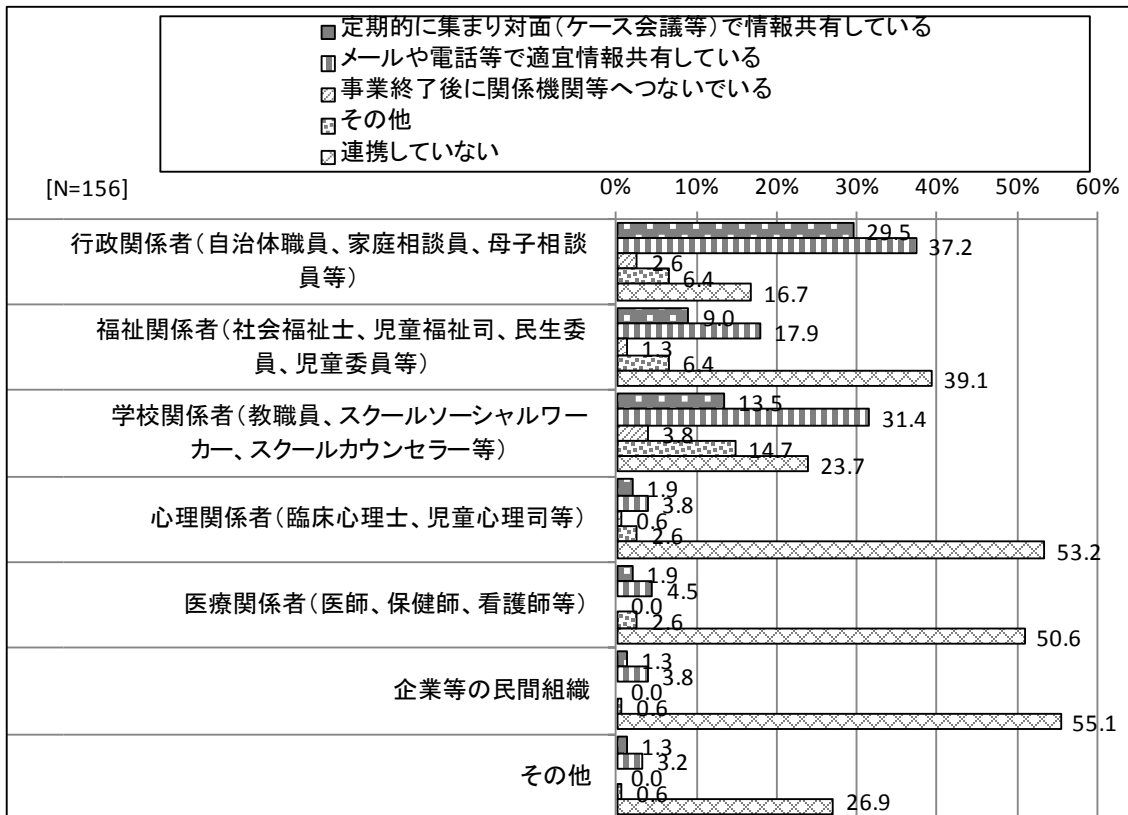 定期的に集まり対面（ケース会議等）で情報共有している
メールや電話等で適宜情報共有している
事業終了後に関係機関等へつないでいる
その他
連携していない
[N=156]
0% 10% 20% 30% 40% 50% 60%
行政関係者（自治体職員、家庭相談員、母子相談
員等）
29.5
37.2
2.6
6.4
16.7
福祉関係者（社会福祉士、児童福祉司、民生委
員、児童委員等）
9.0
17.9
1.3
6.4
39.1
学校関係者（教職員、スクールソーシャルワー
カー、スクールカウンセラー等）
13.5
31.4
3.8
14.7
23.7
心理関係者（臨床心理士、児童心理司等）
1.9
3.8
0.6
2.6
53.2
医療関係者（医師、保健師、看護師等）
1.9
4.5
0.0
2.6
50.6
企業等の民間組織
1.3
3.8
0.0
0.6
55.1
その他
1.3
3.2
0.0
0.6
26.9